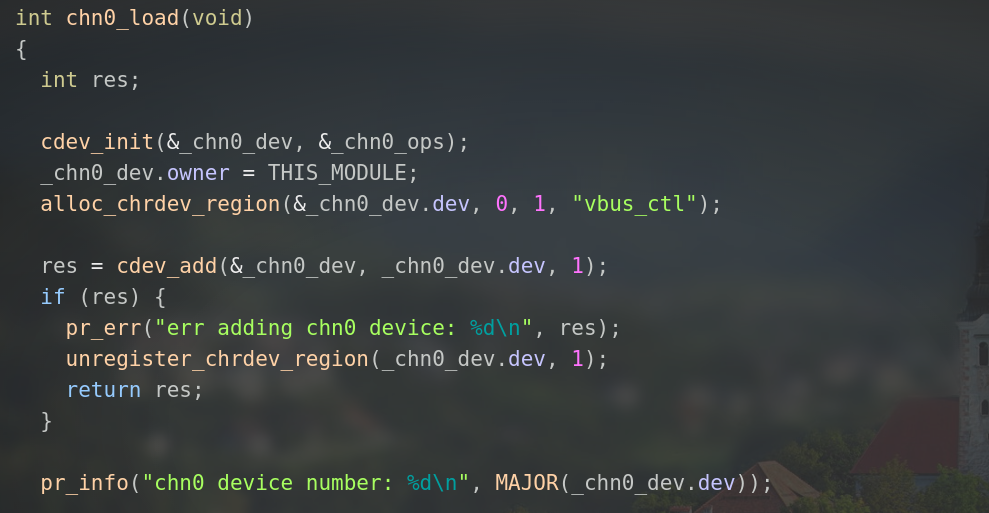 int chn0_load(void)
{
  int res;

  cdev_init(&_chn0_dev, &_chn0_ops);
  _chn0_dev.owner = THIS_MODULE;
  alloc_chrdev_region(&_chn0_dev.dev, 0, 1, "vbus_ctl");

  res = cdev_add(&_chn0_dev, _chn0_dev.dev, 1);
  if (res) {
    pr_err("err adding chn0 device: %d\n", res);
    unregister_chrdev_region(_chn0_dev.dev, 1);
    return res;
  }

  pr_info("chn0 device number: %d\n", MAJOR(_chn0_dev.dev));